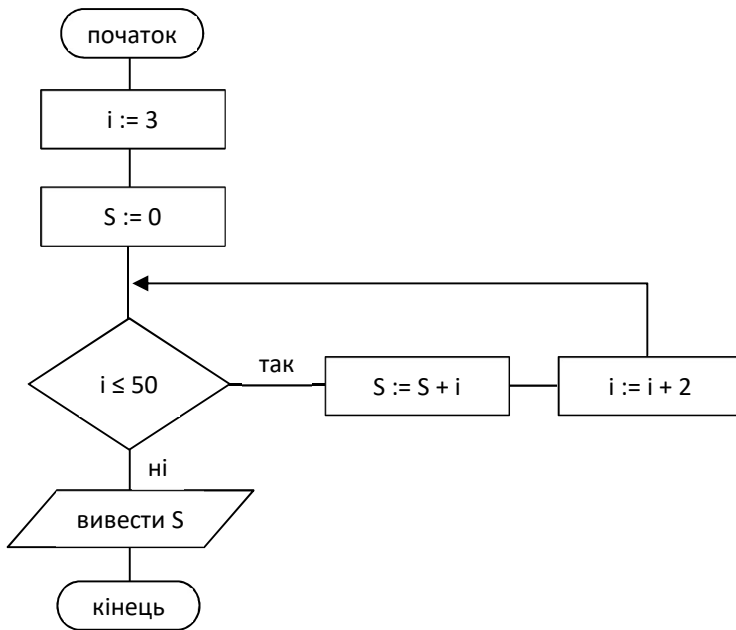 початок
i := 3
S := 0
i ≤ 50
так
S := S + i
i := i + 2
ні
вивести S
кінець